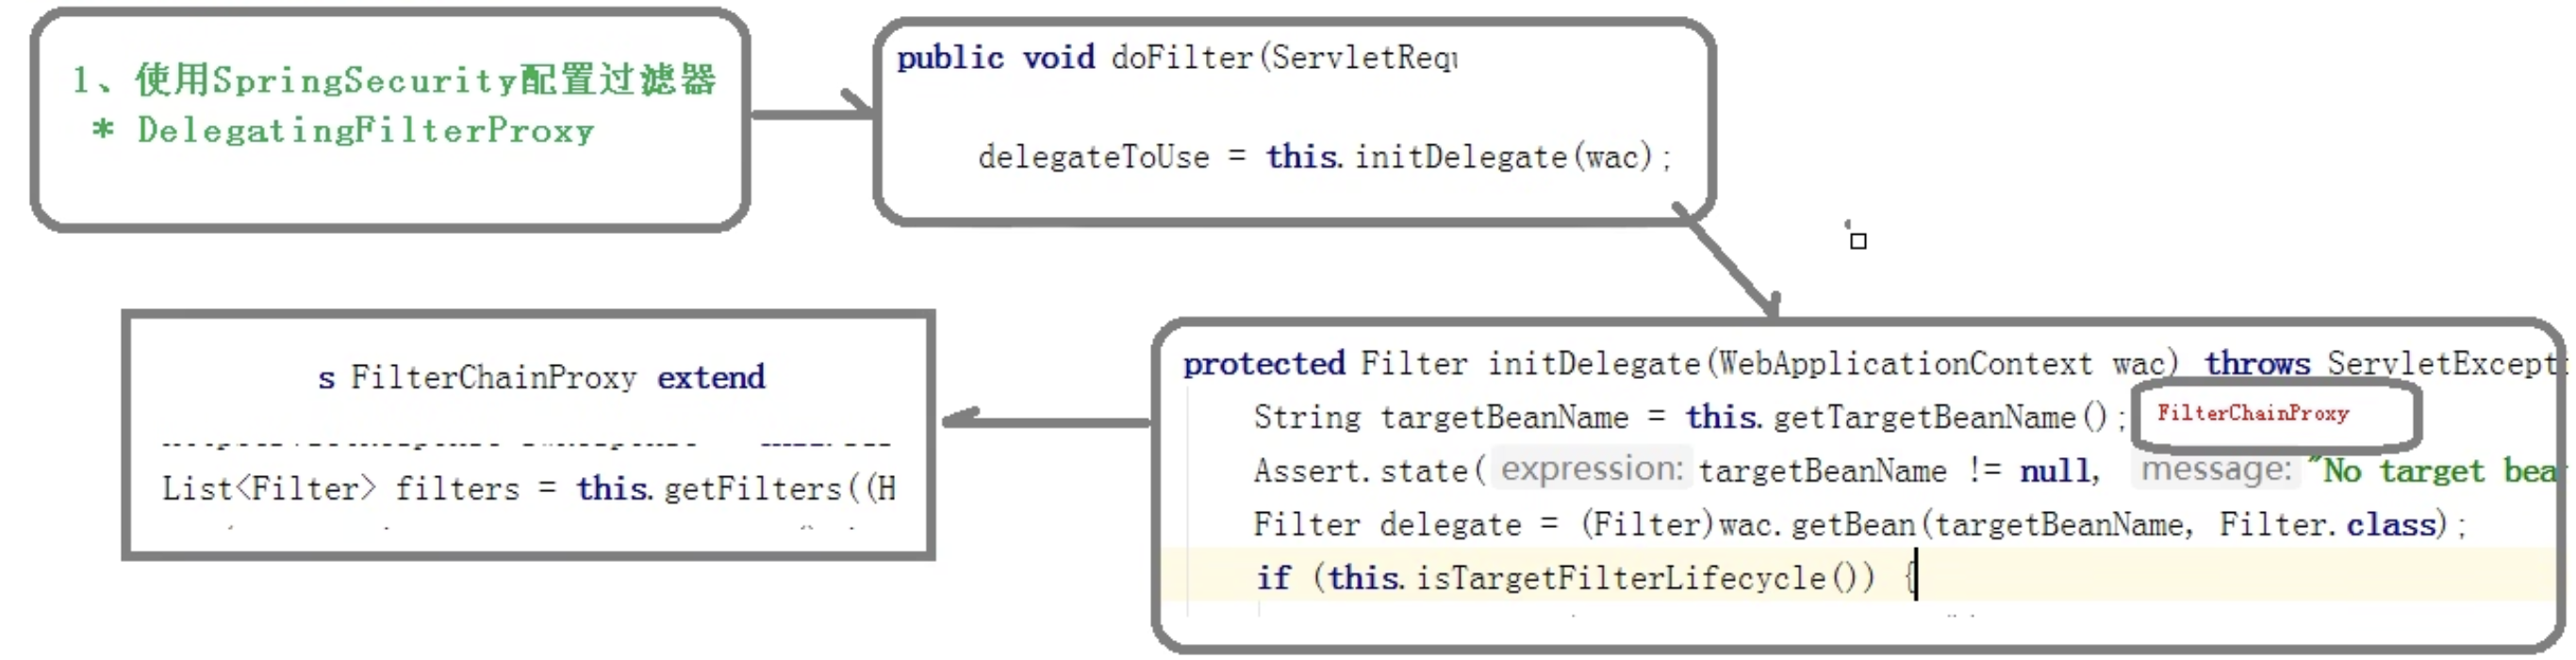 1、使用SpringSecurity配置过滤器
* DelegatingFilterProxy
public void doFilter(ServletRequ
delegateToUse = this.initDelegate(wac);
protected Filter initDelegate(WebApplicationContext wac) throws ServletExcepti
String targetBeanName = this.getTargetBeanName();
FilterChainProxy
Assert.state( expression: targetBeanName != null, message: "No target bea
Filter delegate = (Filter)wac.getBean(targetBeanName, Filter.class);
if (this.isTargetFilterLifecycle()) {
s FilterChainProxy extend
List<Filter> filters = this.getFilters((H